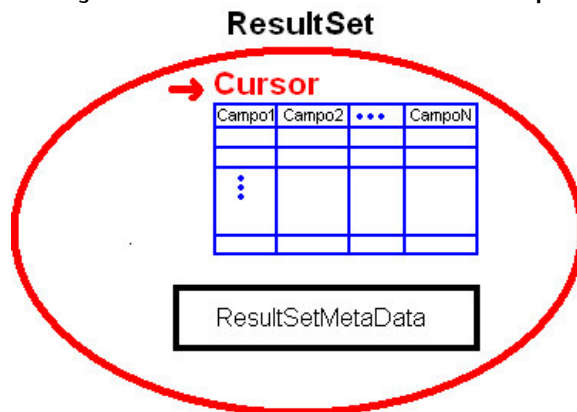 ResultSet
Cursor
Campo1 Campo2 ••• CampoN
ResultSetMetaData